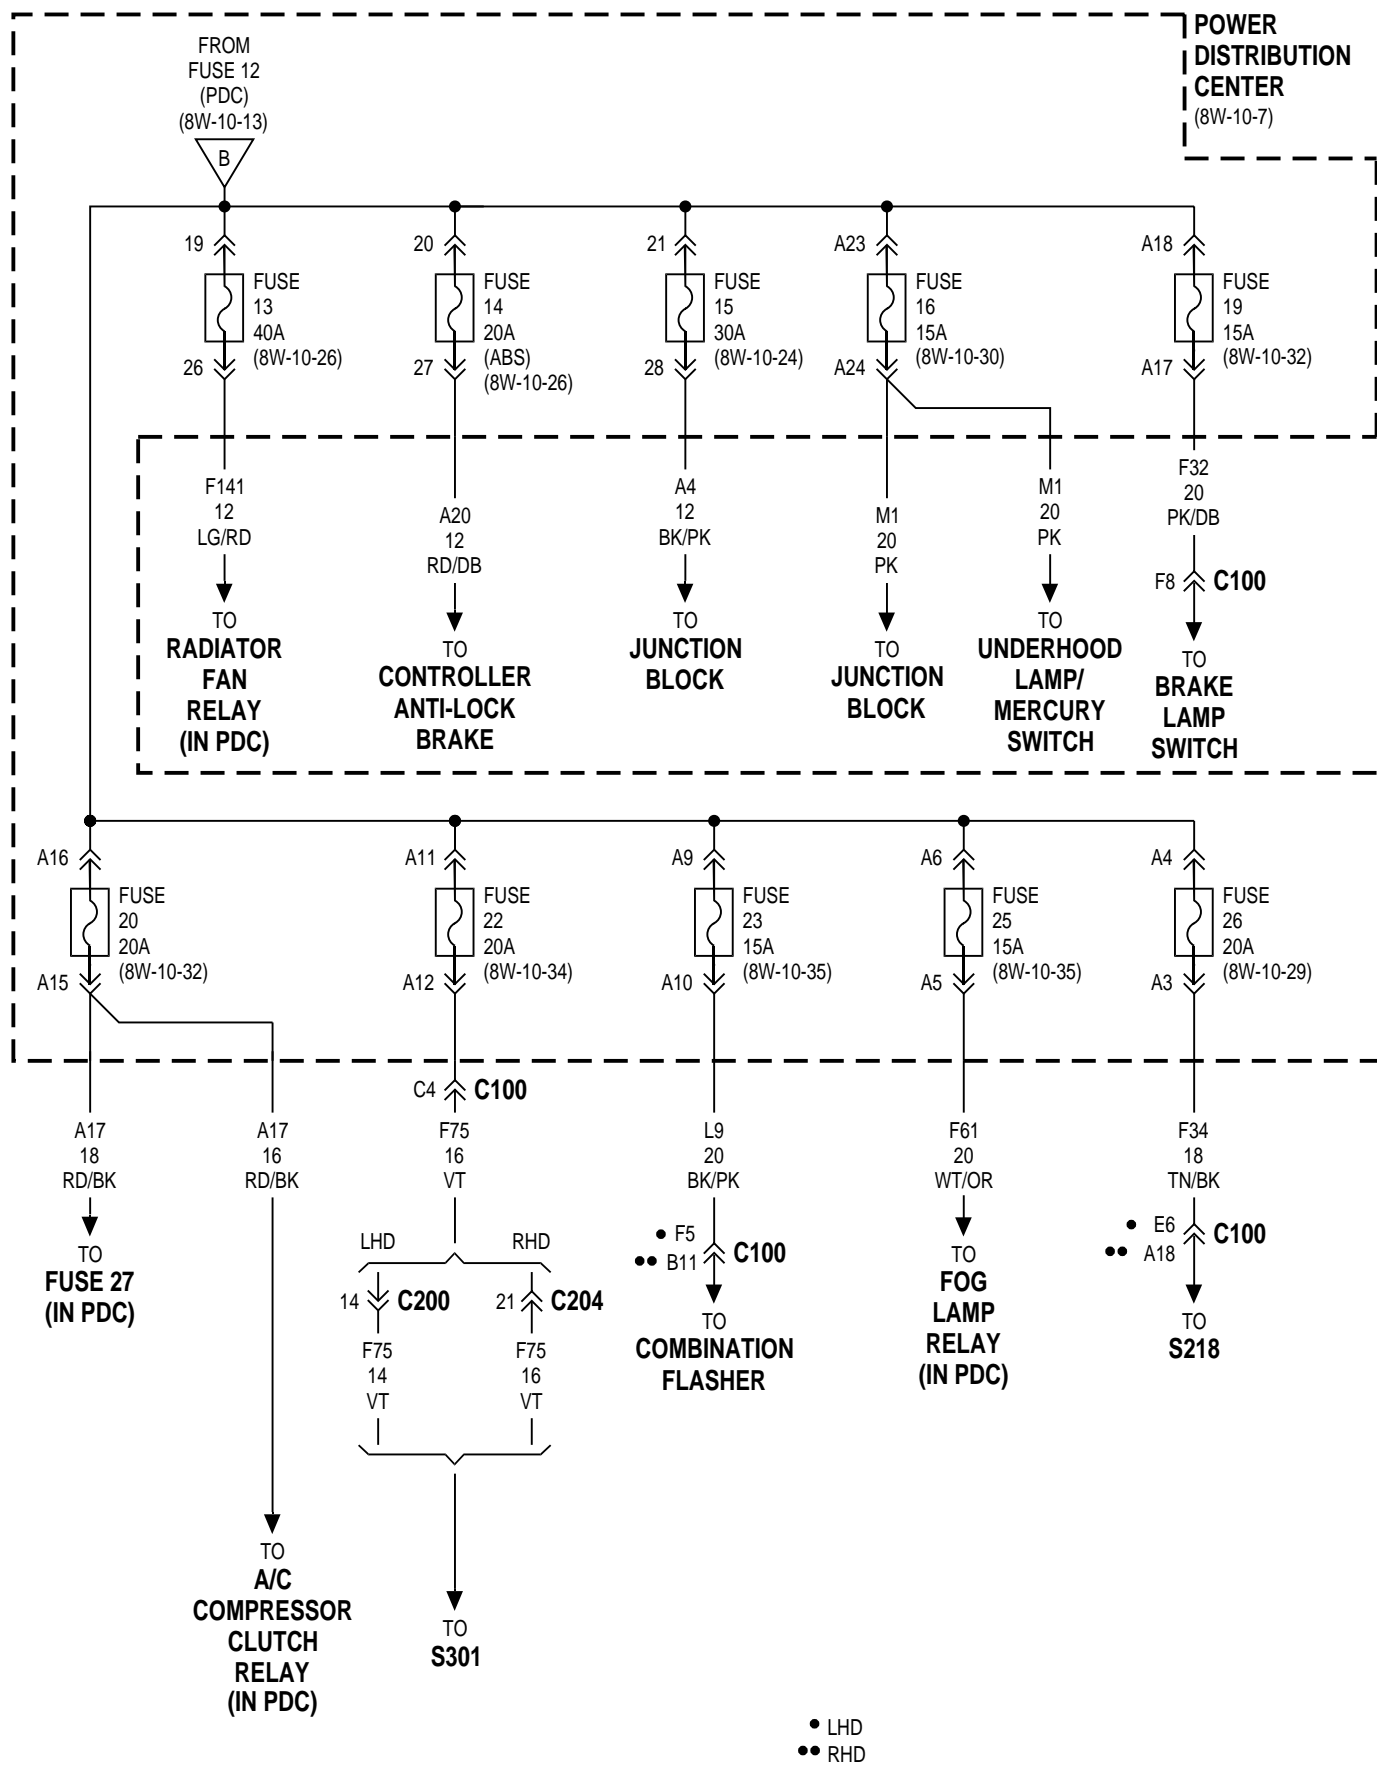 POWER
DISTRIBUTION
CENTER
(8W-10-7)
FROM
FUSE 12
(PDC)
(8W-10-13)
B
19
FUSE
13
40A
(8W-10-26)
26
20
FUSE
14
20A
(ABS)
(8W-10-26)
27
21
FUSE
15
30A
(8W-10-24)
28
A23
FUSE
16
15A
(8W-10-30)
A24
A18
FUSE
19
15A
(8W-10-32)
A17
F141
12
LG/RD
TO
RADIATOR
FAN
RELAY
(IN PDC)
A20
12
RD/DB
TO
CONTROLLER
ANTI-LOCK
BRAKE
A4
12
BK/PK
TO
JUNCTION
BLOCK
M1
20
PK
TO
JUNCTION
BLOCK
M1
20
PK
TO
UNDERHOOD
LAMP/
MERCURY
SWITCH
F32
20
PK/DB
F8 C100
TO
BRAKE
LAMP
SWITCH
A16
FUSE
20
20A
(8W-10-32)
A15
A11
FUSE
22
20A
(8W-10-34)
A12
A9
FUSE
23
15A
(8W-10-35)
A10
A6
FUSE
25
15A
(8W-10-35)
A5
A4
FUSE
26
20A
(8W-10-29)
A3
A17
18
RD/BK
TO
FUSE 27
(IN PDC)
A17
16
RD/BK
TO
A/C
COMPRESSOR
CLUTCH
RELAY
(IN PDC)
C4 C100
F75
16
VT
LHD RHD
14 C200
21 C204
F75
14
VT
F75
16
VT
TO
S301
L9
20
BK/PK
• F5
•• B11 C100
TO
COMBINATION
FLASHER
F61
20
WT/OR
TO
FOG
LAMP
RELAY
(IN PDC)
F34
18
TN/BK
• E6
•• A18 C100
TO
S218
• LHD
•• RHD